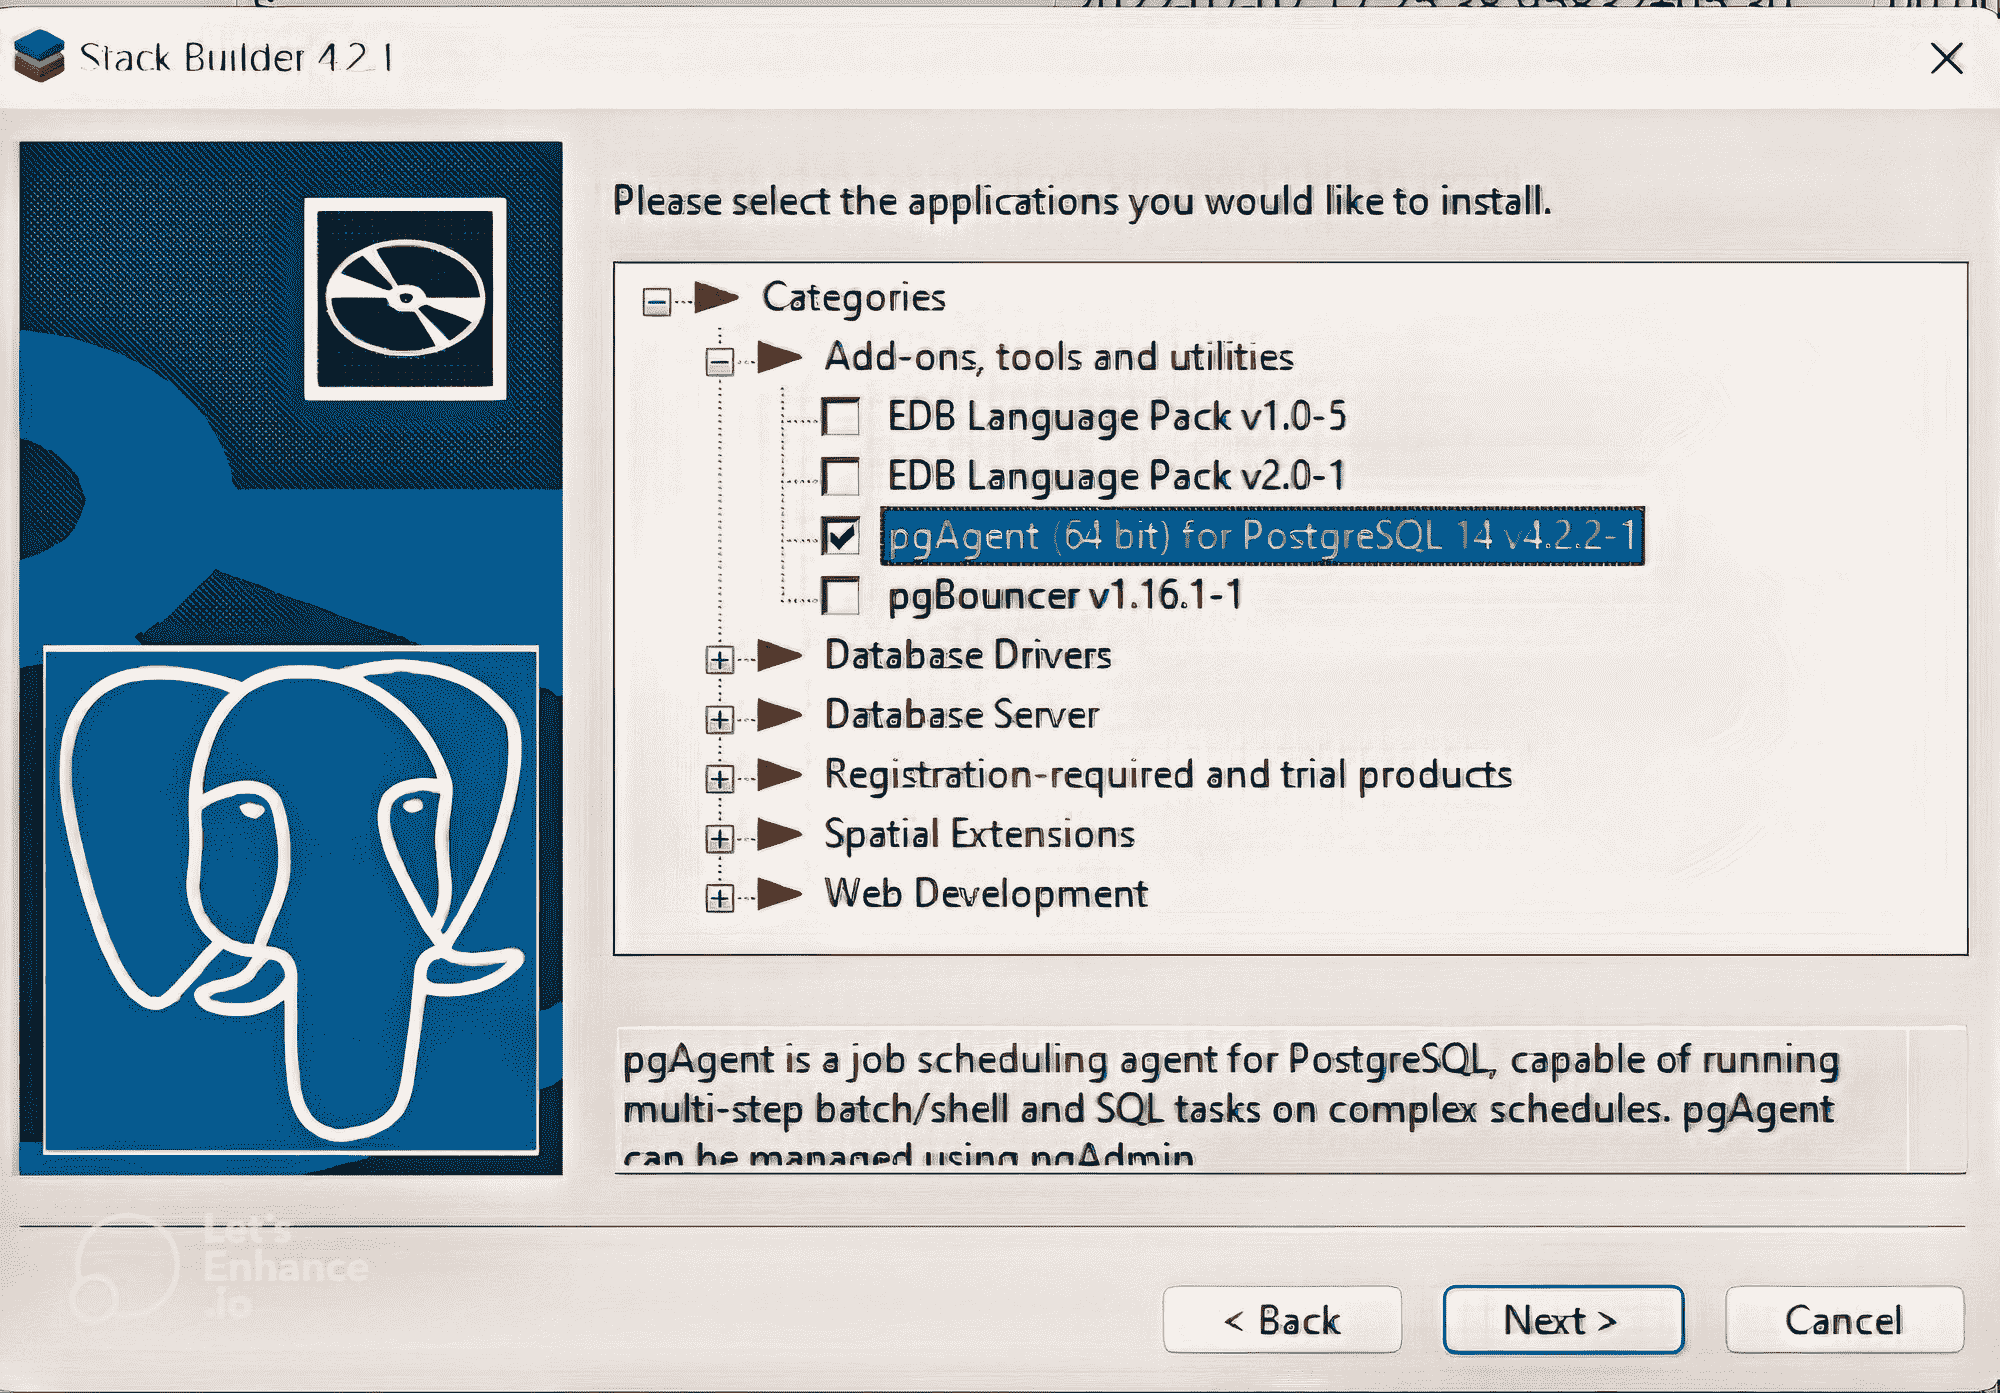 Stack Builder 4.2.1
Please select the applications you would like to install.
Categories
Add-ons, tools and utilities
EDB Language Pack v1.0-5
EDB Language Pack v2.0-1
pgAgent (64 bit) for PostgreSQL 14 v4.2.2-1
pgBouncer v1.16.1-1
Database Drivers
Database Server
Registration-required and trial products
Spatial Extensions
Web Development
pgAgent is a job scheduling agent for PostgreSQL, capable of running
multi-step batch/shell and SQL tasks on complex schedules. pgAgent
can be managed using pgAdmin
Let's
Enhance
.io
< Back
Next >
Cancel